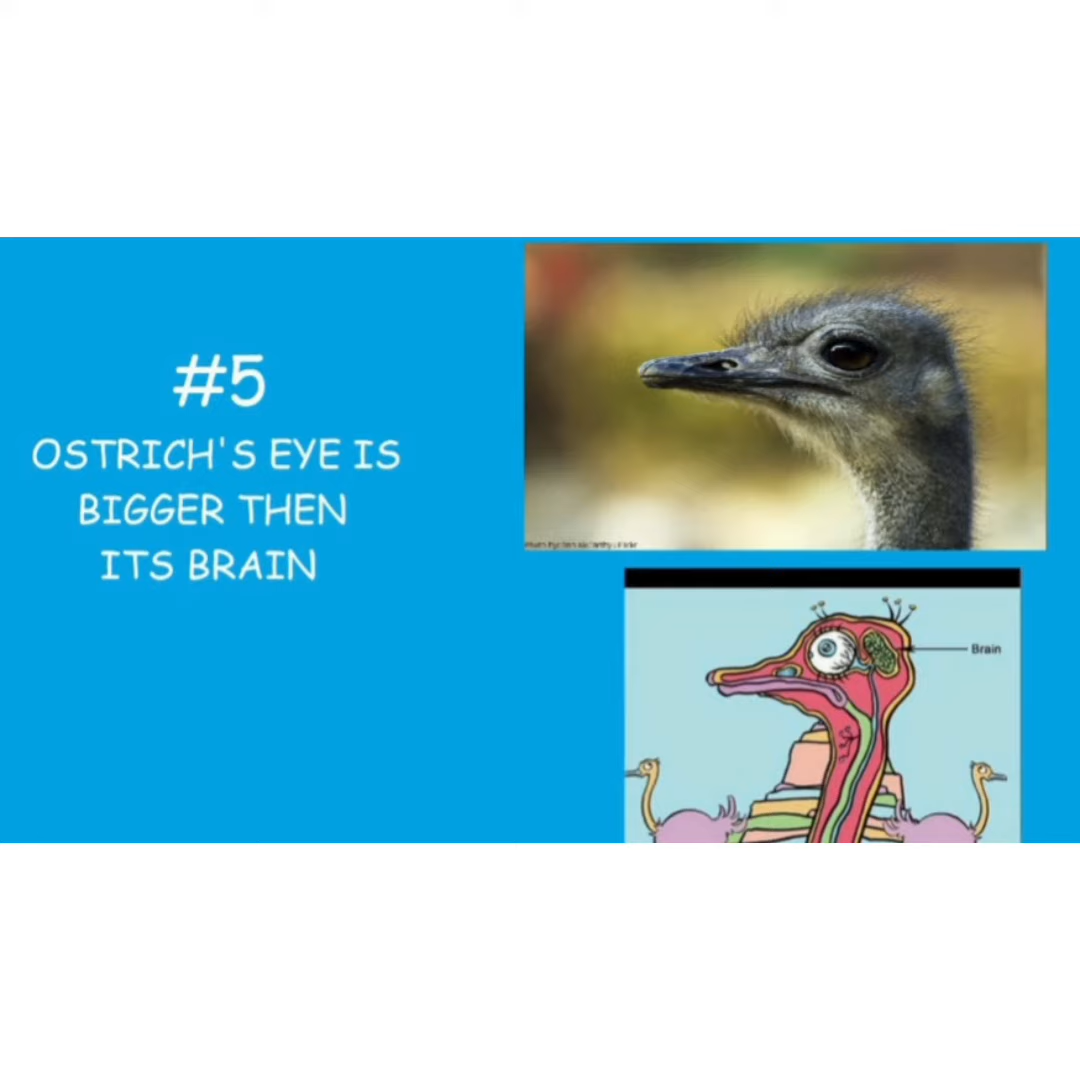 #5
OSTRICH'S EYE IS
BIGGER THEN
ITS BRAIN
Brain